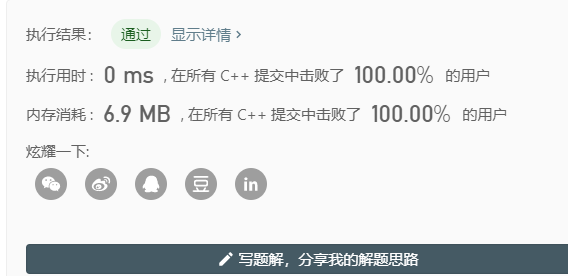 执行结果： 通过 显示详情 ›
执行用时： 0 ms , 在所有 C++ 提交中击败了 100.00% 的用户
内存消耗： 6.9 MB , 在所有 C++ 提交中击败了 100.00% 的用户
炫耀一下:
豆 in
写题解，分享我的解题思路